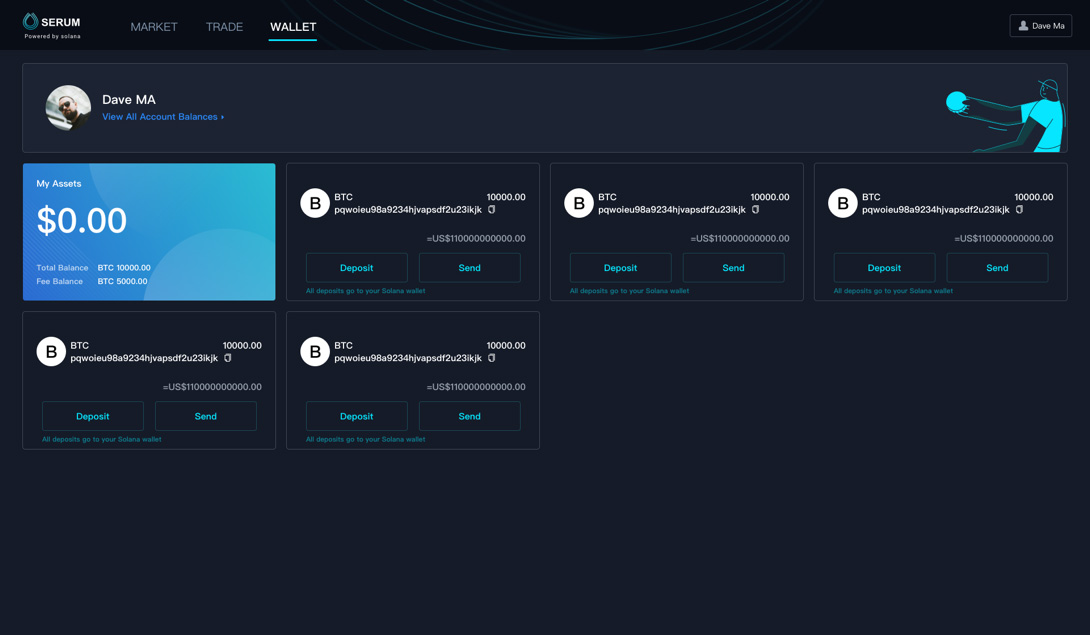 SERUM
Powered by solana
MARKET TRADE WALLET
Dave Ma
Dave MA
View All Account Balances
My Assets
$0.00
Total Balance BTC 10000.00
Fee Balance BTC 5000.00
B
BTC 10000.00
pqwoieu98a9234hjvapsdf2u23ikjk
=US$110000000000.00
Deposit Send
All deposits go to your Solana wallet
B
BTC 10000.00
pqwoieu98a9234hjvapsdf2u23ikjk
=US$110000000000.00
Deposit Send
All deposits go to your Solana wallet
B
BTC 10000.00
pqwoieu98a9234hjvapsdf2u23ikjk
=US$110000000000.00
Deposit Send
All deposits go to your Solana wallet
B
BTC 10000.00
pqwoieu98a9234hjvapsdf2u23ikjk
=US$110000000000.00
Deposit Send
All deposits go to your Solana wallet
B
BTC 10000.00
pqwoieu98a9234hjvapsdf2u23ikjk
=US$110000000000.00
Deposit Send
All deposits go to your Solana wallet